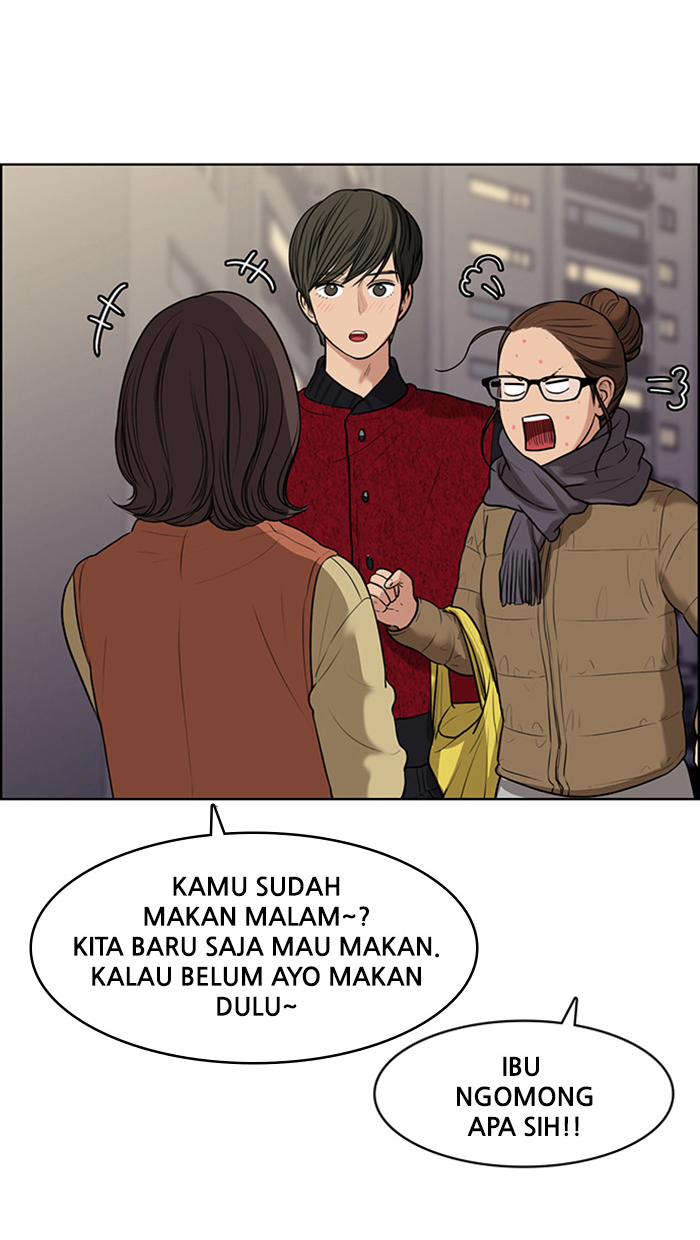 KAMU SUDAH
MAKAN MALAM~?
KITA BARU SAJA MAU MAKAN.
KALAU BELUM AYO MAKAN
DULU~
IBU
NGOMONG
APA SIH!!